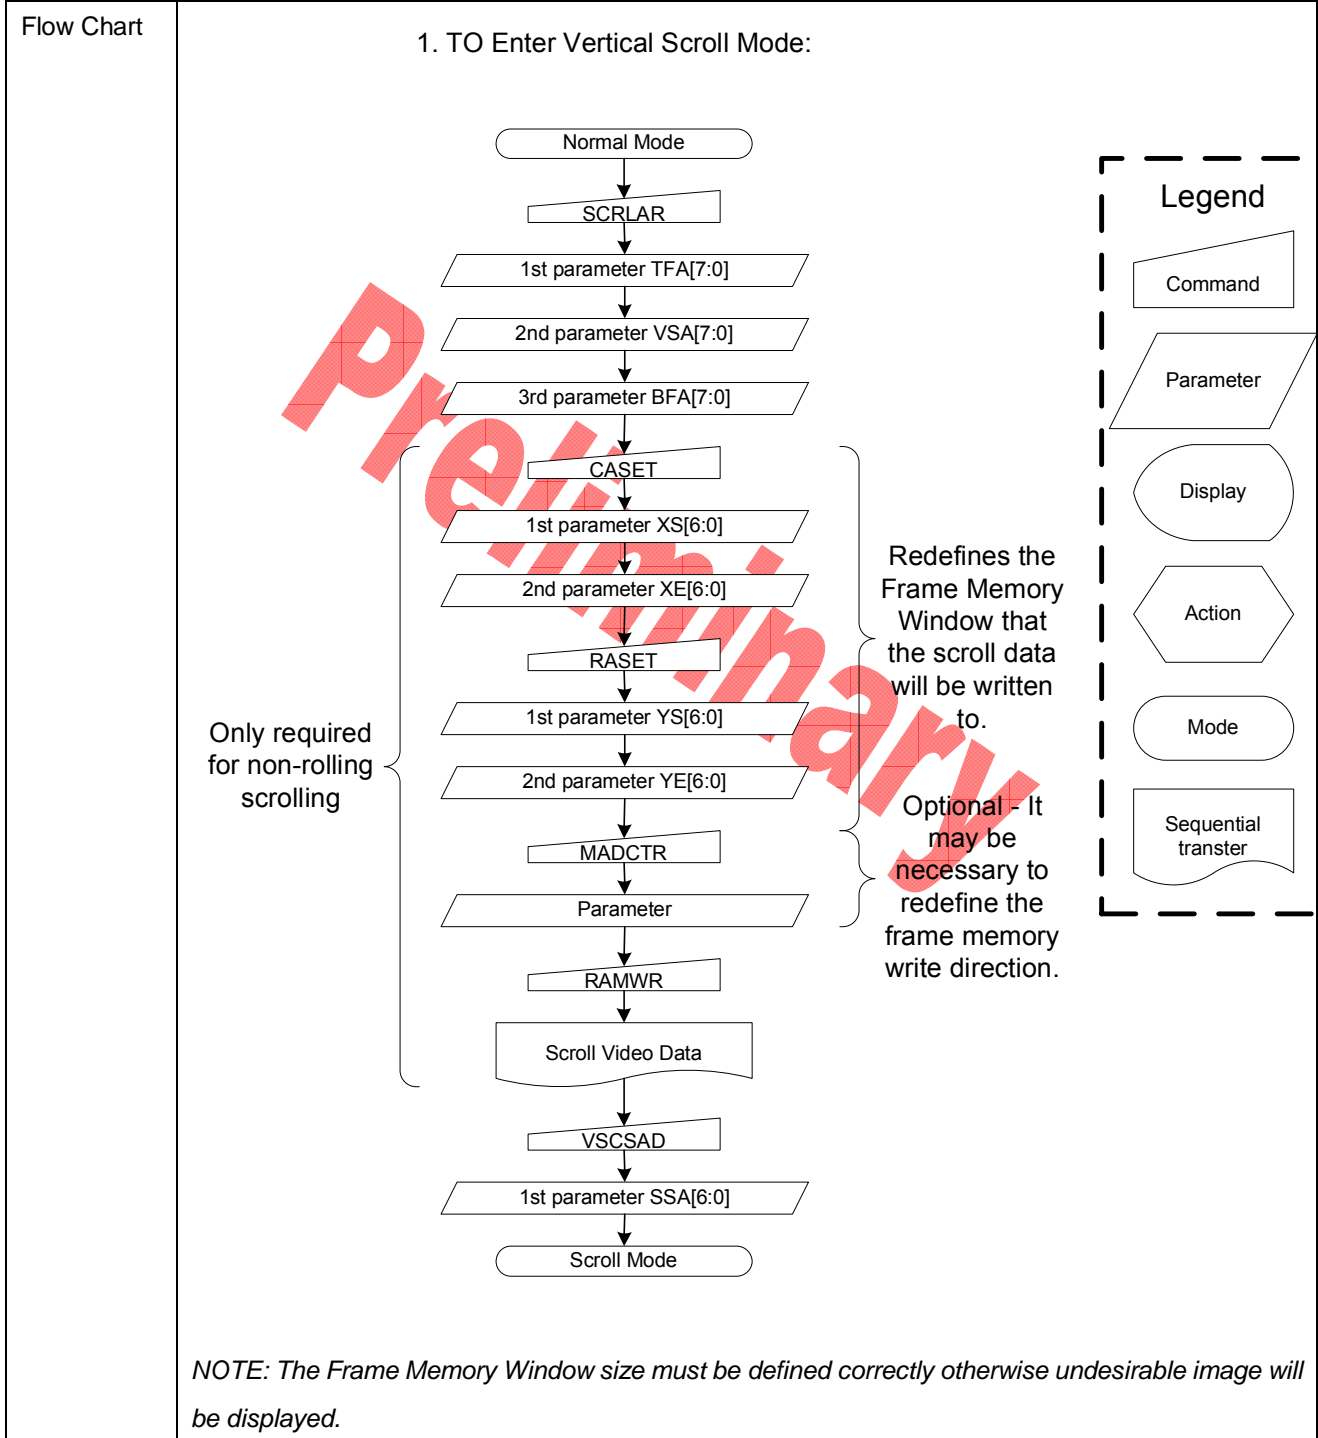 Flow Chart
1. TO Enter Vertical Scroll Mode:
Normal Mode
SCRLAR
1st parameter TFA[7:0]
2nd parameter VSA[7:0]
3rd parameter BFA[7:0]
CASET
1st parameter XS[6:0]
2nd parameter XE[6:0]
RASET
1st parameter YS[6:0]
2nd parameter YE[6:0]
MADCTR
Parameter
RAMWR
Scroll Video Data
VSCSAD
1st parameter SSA[6:0]
Scroll Mode
Only required
for non-rolling
scrolling
Redefines the
Frame Memory
Window that
the scroll data
will be written
to.
Optional - It
may be
necessary to
redefine the
frame memory
write direction.
Legend
Command
Parameter
Display
Action
Mode
Sequential
transter
Preliminary
NOTE: The Frame Memory Window size must be defined correctly otherwise undesirable image will
be displayed.